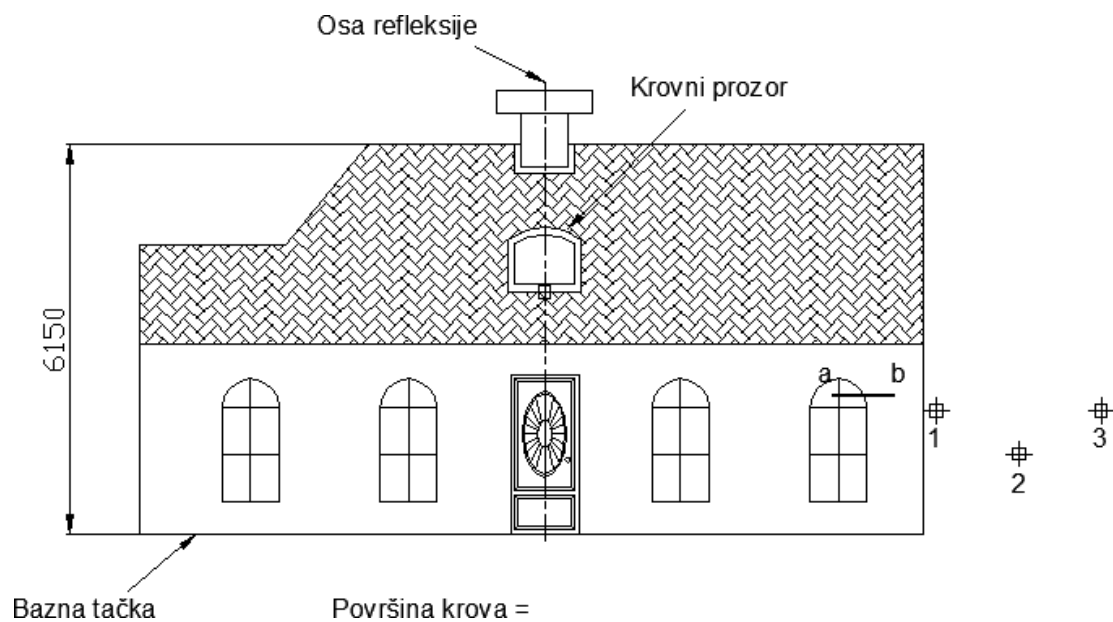 Osa refleksije
Krovni prozor
6150
a
b
1
3
2
Bazna tačka
Površina krova =